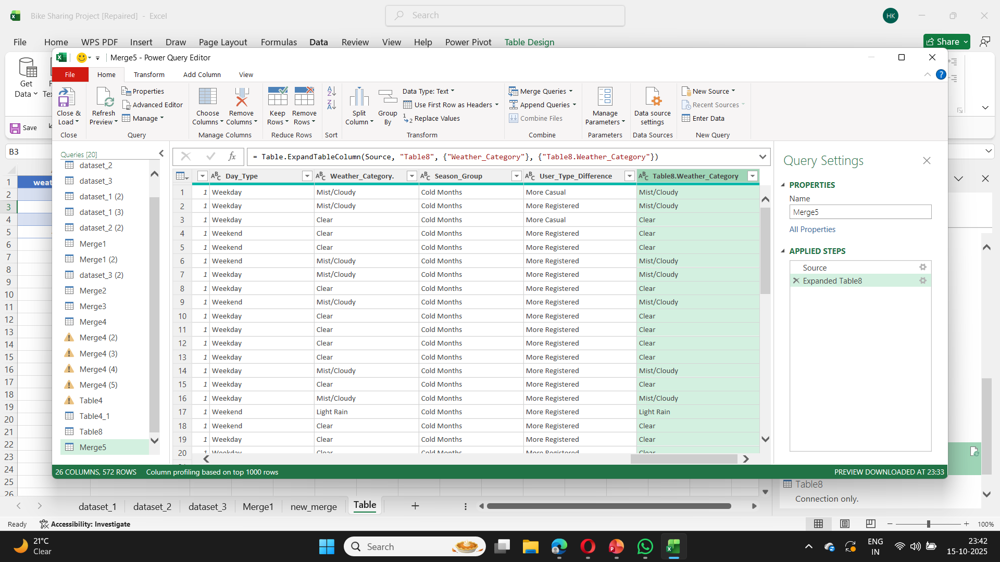 Bike Sharing Project [Repaired] - Excel
Search
HK
File Home WPS PDF Insert Draw Page Layout Formulas Data Review View Help Power Pivot Table Design
Share
Merge5 - Power Query Editor
File Home Transform Add Column View
Get
Data
Save
Close &
Load
Close
Refresh
Preview
Properties
Advanced Editor
Manage
Query
Choose
Columns
Remove
Columns
Manage Columns
Keep
Rows
Remove
Rows
Reduce Rows
Sort
Split
Column
Group
By
Data Type: Text
Use First Row as Headers
Replace Values
Transform
Merge Queries
Append Queries
Combine Files
Combine
Manage
Parameters
Parameters
Data source
settings
Data Sources
New Source
Recent Sources
Enter Data
New Query
B3
Queries [20]
dataset_2
dataset_3
dataset_1 (2)
dataset_1 (3)
dataset_2 (2)
Merge1
Merge1 (2)
dataset_3 (2)
Merge2
Merge3
Merge4
Merge4 (2)
Merge4 (3)
Merge4 (4)
Merge4 (5)
Table4
Table4_1
Table8
Merge5
fx = Table.ExpandTableColumn(Source, "Table8", {"Weather_Category"}, {"Table8.Weather_Category"})
Day_Type Weather_Category. Season_Group User_Type_Difference Table8.Weather_Category
1 1 Weekday Mist/Cloudy Cold Months More Casual Mist/Cloudy
2 1 Weekday Mist/Cloudy Cold Months More Registered Mist/Cloudy
3 1 Weekday Clear Cold Months More Casual Clear
4 1 Weekend Clear Cold Months More Registered Clear
5 1 Weekend Clear Cold Months More Registered Clear
6 1 Weekend Mist/Cloudy Cold Months More Registered Mist/Cloudy
7 1 Weekday Mist/Cloudy Cold Months More Registered Mist/Cloudy
8 1 Weekday Clear Cold Months More Registered Clear
9 1 Weekend Mist/Cloudy Cold Months More Registered Mist/Cloudy
10 1 Weekday Clear Cold Months More Registered Clear
11 1 Weekday Clear Cold Months More Registered Clear
12 1 Weekday Clear Cold Months More Registered Clear
13 1 Weekday Clear Cold Months More Registered Clear
14 1 Weekday Mist/Cloudy Cold Months More Registered Mist/Cloudy
15 1 Weekday Clear Cold Months More Registered Clear
16 1 Weekday Mist/Cloudy Cold Months More Registered Mist/Cloudy
17 1 Weekend Light Rain Cold Months More Registered Light Rain
18 1 Weekend Clear Cold Months More Registered Clear
19 1 Weekday Clear Cold Months More Registered Clear
20 1 Weekday Clear Cold Months More Registered Clear
Query Settings
PROPERTIES
Name
Merge5
All Properties
APPLIED STEPS
Source
Expanded Table8
26 COLUMNS, 572 ROWS Column profiling based on top 1000 rows
PREVIEW DOWNLOADED AT 23:33
1
2
3
4
5
6
7
8
9
10
11
12
13
14
15
16
17
18
19
20
21
22
23
24
25
26
Table8
Connection only.
dataset_1 dataset_2 dataset_3 Merge1 new_merge Table
Ready Accessibility: Investigate
100%
21°C
Clear
Search
ENG
IN
23:42
15-10-2025